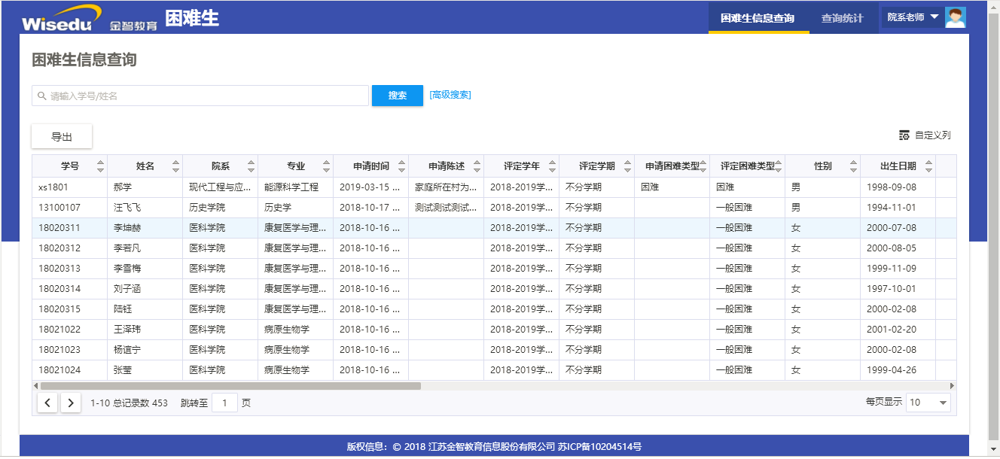 Wisedu 金智教育 困难生 困难生信息查询 查询统计 院系老师
困难生信息查询
请输入学号/姓名 搜索 [高级搜索]
导出 自定义列
学号 姓名 院系 专业 申请时间 申请陈述 评定学年 评定学期 申请困难类型 评定困难类型 性别 出生日期
xs1801 郝学 现代工程与应... 能源科学工程 2019-03-15 ... 家庭所在村为... 2018-2019学... 不分学期 困难 困难 男 1998-09-08
13100107 汪飞飞 历史学院 历史学 2018-10-17 ... 测试测试测试... 2018-2019学... 不分学期 一般困难 男 1994-11-01
18020311 李坤赫 医科学院 康复医学与理... 2018-10-16 ... 2018-2019学... 不分学期 一般困难 女 2000-07-08
18020312 李若凡 医科学院 康复医学与理... 2018-10-16 ... 2018-2019学... 不分学期 一般困难 女 2000-08-05
18020313 李雪梅 医科学院 康复医学与理... 2018-10-16 ... 2018-2019学... 不分学期 一般困难 女 1999-11-09
18020314 刘子涵 医科学院 康复医学与理... 2018-10-16 ... 2018-2019学... 不分学期 一般困难 女 1997-10-01
18020315 陆钰 医科学院 康复医学与理... 2018-10-16 ... 2018-2019学... 不分学期 一般困难 女 2000-02-08
18021022 王泽玮 医科学院 病原生物学 2018-10-16 ... 2018-2019学... 不分学期 一般困难 女 2001-02-20
18021023 杨谊宁 医科学院 病原生物学 2018-10-16 ... 2018-2019学... 不分学期 一般困难 女 2000-02-08
18021024 张莹 医科学院 病原生物学 2018-10-16 ... 2018-2019学... 不分学期 一般困难 女 1999-04-26
1-10 总记录数 453 跳转至 1 页 每页显示 10
版权信息：© 2018 江苏金智教育信息股份有限公司 苏ICP备10204514号